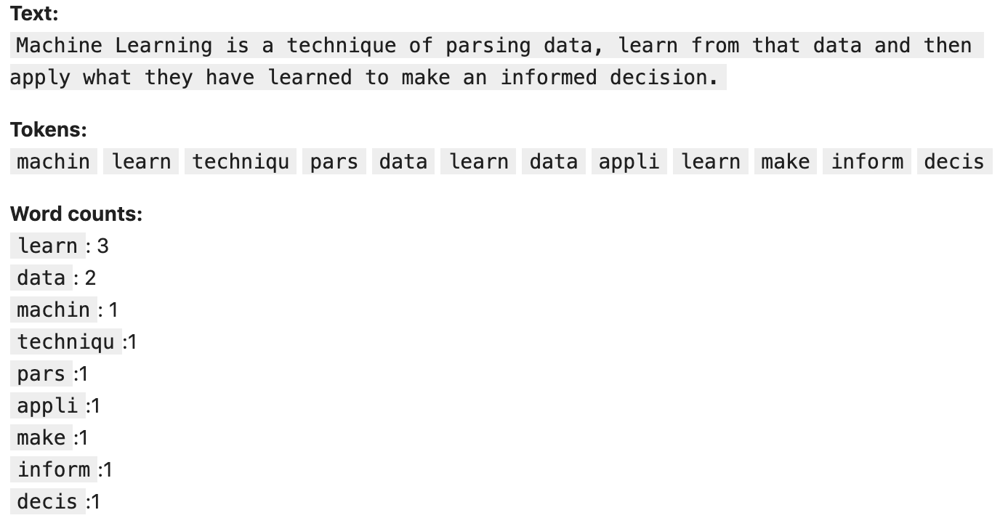 Text:
Machine Learning is a technique of parsing data, learn from that data and then
apply what they have learned to make an informed decision.
Tokens:
machin learn techniqu pars data learn data appli learn make inform decis
Word counts:
learn : 3
data : 2
machin : 1
techniqu :1
pars :1
appli :1
make :1
inform :1
decis :1